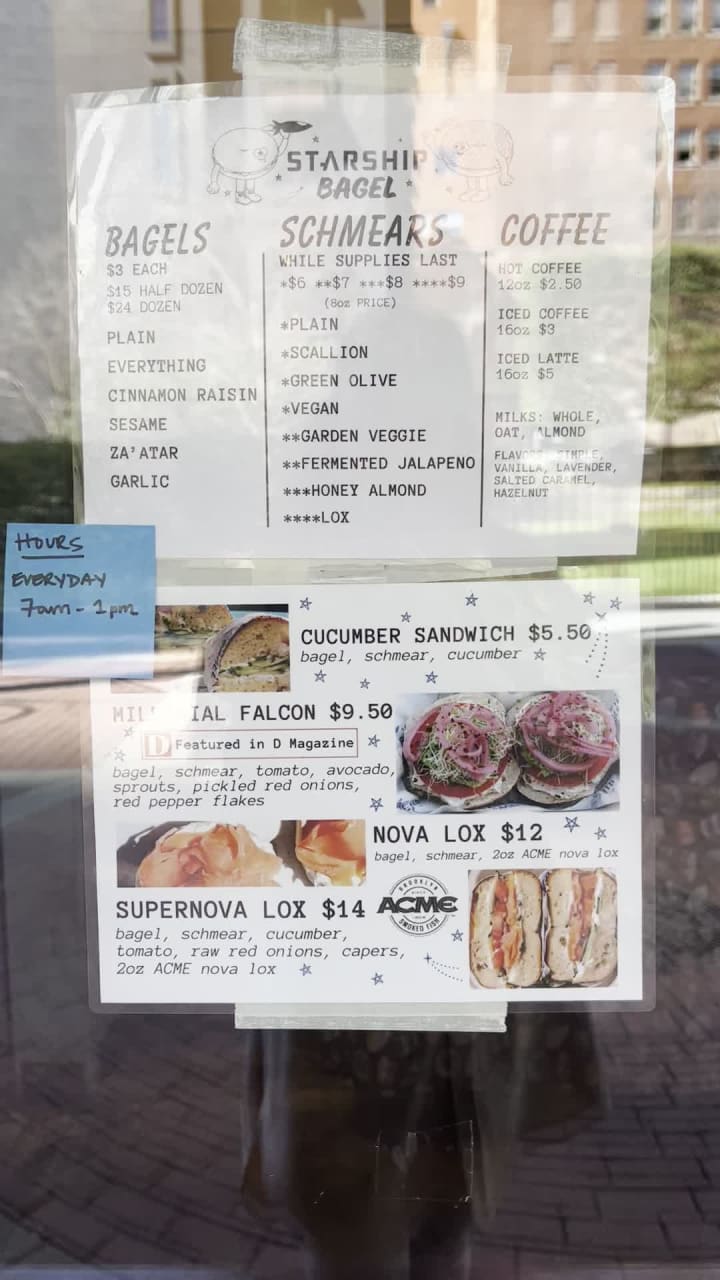 STARSHIP
BAGEL
BAGELS
$3 EACH
$15 HALF DOZEN
$24 DOZEN
PLAIN
EVERYTHING
CINNAMON RAISIN
SESAME
ZA'ATAR
GARLIC
SCHMEARS
WHILE SUPPLIES LAST
*$6 **$7 ***$8 ****$9
(8oz PRICE)
*PLAIN
*SCALLION
*GREEN OLIVE
*VEGAN
**GARDEN VEGGIE
**FERMENTED JALAPENO
***HONEY ALMOND
****LOX
COFFEE
HOT COFFEE
12oz $2.50
ICED COFFEE
16oz $3
ICED LATTE
16oz $5
MILKS: WHOLE,
OAT, ALMOND
FLAVORS: SIMPLE,
VANILLA, LAVENDER,
SALTED CARAMEL,
HAZELNUT
HOURS
EVERYDAY
7am - 1pm
CUCUMBER SANDWICH $5.50
bagel, schmear, cucumber
FALCON $9.50
D Featured in D Magazine
bagel, schmear, tomato, avocado,
sprouts, pickled red onions,
red pepper flakes
NOVA LOX $12
bagel, schmear, 2oz ACME nova lox
SUPERNOVA LOX $14
bagel, schmear, cucumber,
tomato, raw red onions, capers,
2oz ACME nova lox
BROOKLYN
ACME
SMOKED FISH